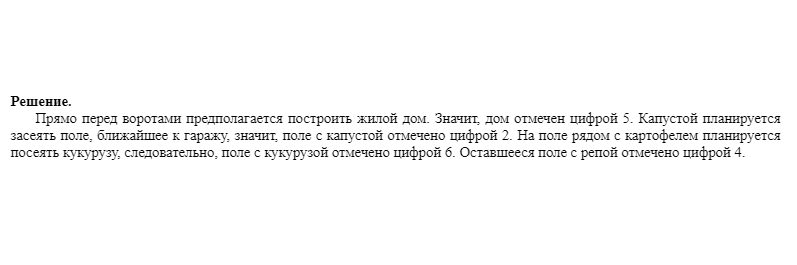 Решение.
Прямо перед воротами предполагается построить жилой дом. Значит, дом отмечен цифрой 5. Капустой планируется
засеять поле, ближайшее к гаражу, значит, поле с капустой отмечено цифрой 2. На поле рядом с картофелем планируется
посеять кукурузу, следовательно, поле с кукурузой отмечено цифрой 6. Оставшееся поле с репой отмечено цифрой 4.